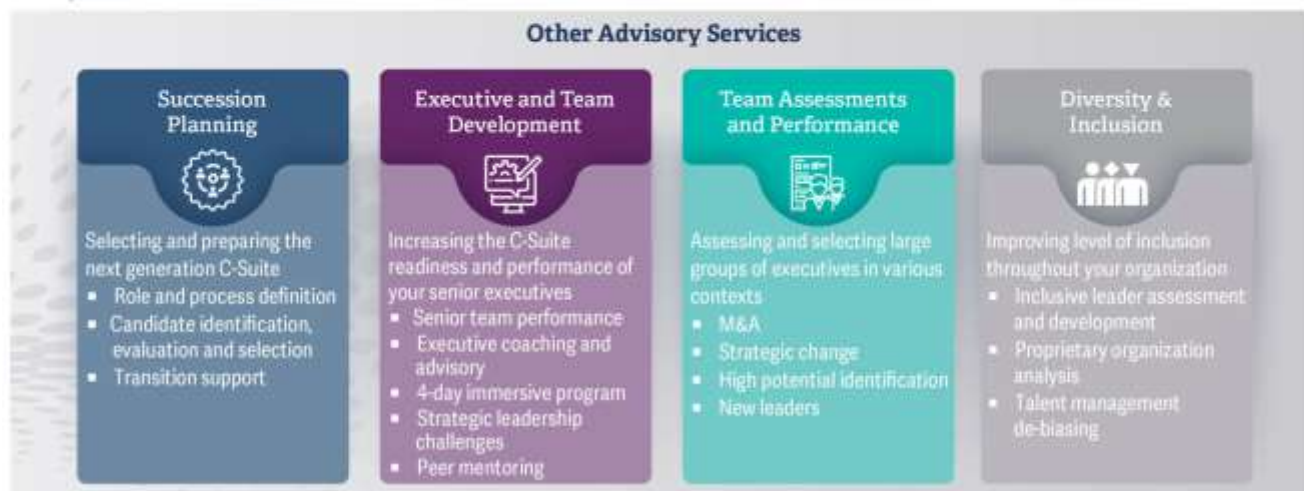 Other Advisory Services
Succession
Planning
Selecting and preparing the
next generation C-Suite
▪ Role and process definition
▪ Candidate identification,
evaluation and selection
▪ Transition support
Executive and Team
Development
Increasing the C-Suite
readiness and performance of
your senior executives
▪ Senior team performance
▪ Executive coaching and
advisory
▪ 4-day immersive program
▪ Strategic leadership
challenges
▪ Peer mentoring
Team Assessments
and Performance
Assessing and selecting large
groups of executives in various
contexts
▪ M&A
▪ Strategic change
▪ High potential identification
▪ New leaders
Diversity &
Inclusion
Improving level of inclusion
throughout your organization
▪ Inclusive leader assessment
and development
▪ Proprietary organization
analysis
▪ Talent management
de-biasing